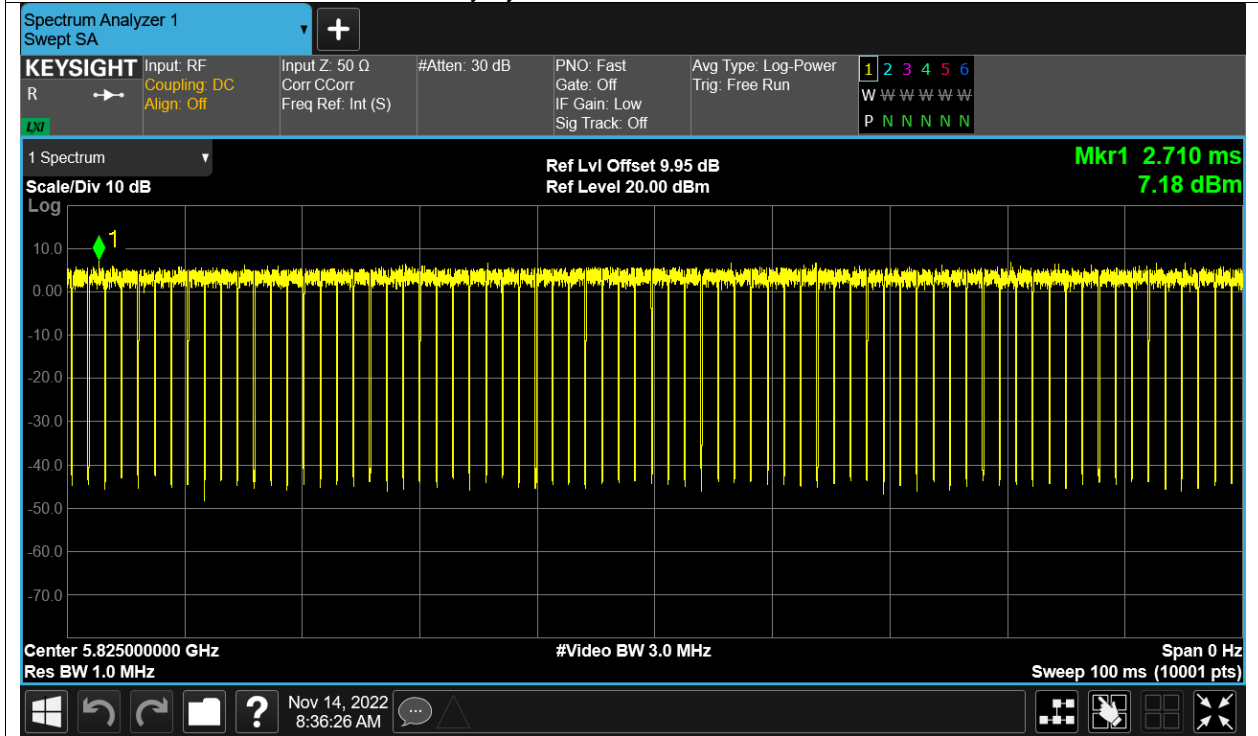 Spectrum Analyzer 1
Swept SA
+
KEYSIGHT Input: RF Input Z: 50 Ω #Atten: 30 dB PNO: Fast Avg Type: Log-Power 1 2 3 4 5 6
R Coupling: DC Corr CCorr Gate: Off Trig: Free Run W W W W W W
Align: Off Freq Ref: Int (S) IF Gain: Low
LXI Sig Track: Off P N N N N N
1 Spectrum Ref Lvl Offset 9.95 dB Mkr1 2.710 ms
Scale/Div 10 dB Ref Level 20.00 dBm 7.18 dBm
Log
1
10.0
0.00
-10.0
-20.0
-30.0
-40.0
-50.0
-60.0
-70.0
Center 5.825000000 GHz #Video BW 3.0 MHz Span 0 Hz
Res BW 1.0 MHz Sweep 100 ms (10001 pts)
? Nov 14, 2022
8:36:26 AM